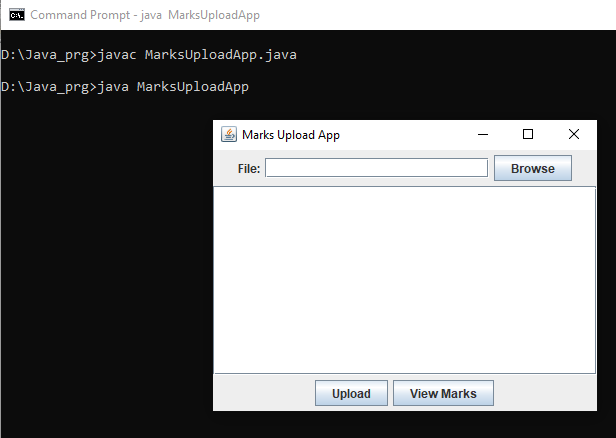 Command Prompt - java  MarksUploadApp
D:\Java_prg>javac MarksUploadApp.java
D:\Java_prg>java MarksUploadApp
Marks Upload App
File: Browse
Upload View Marks